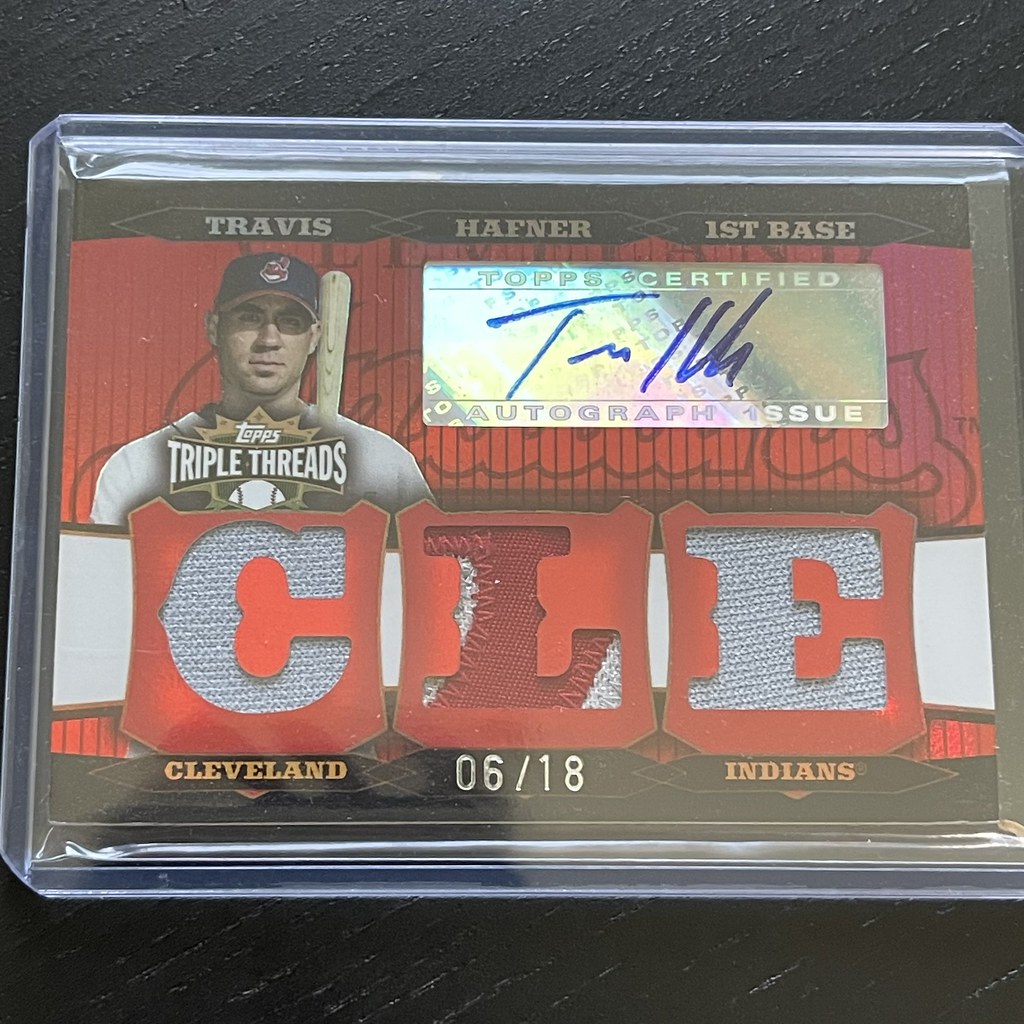 TRAVIS HAFNER 1ST BASE
TOPPS CERTIFIED
AUTOGRAPH ISSUE
Topps
TRIPLE THREADS
CLE
06/18
CLEVELAND INDIANS®